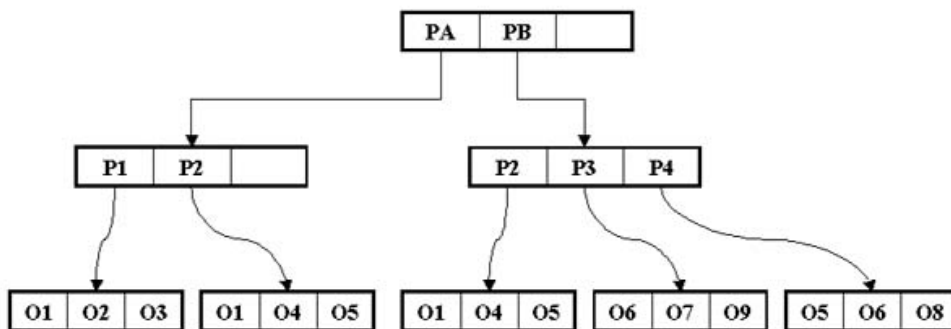 PA PB
P1 P2 P2 P3 P4
O1 O2 O3 O1 O4 O5 O1 O4 O5 O6 O7 O9 O5 O6 O8